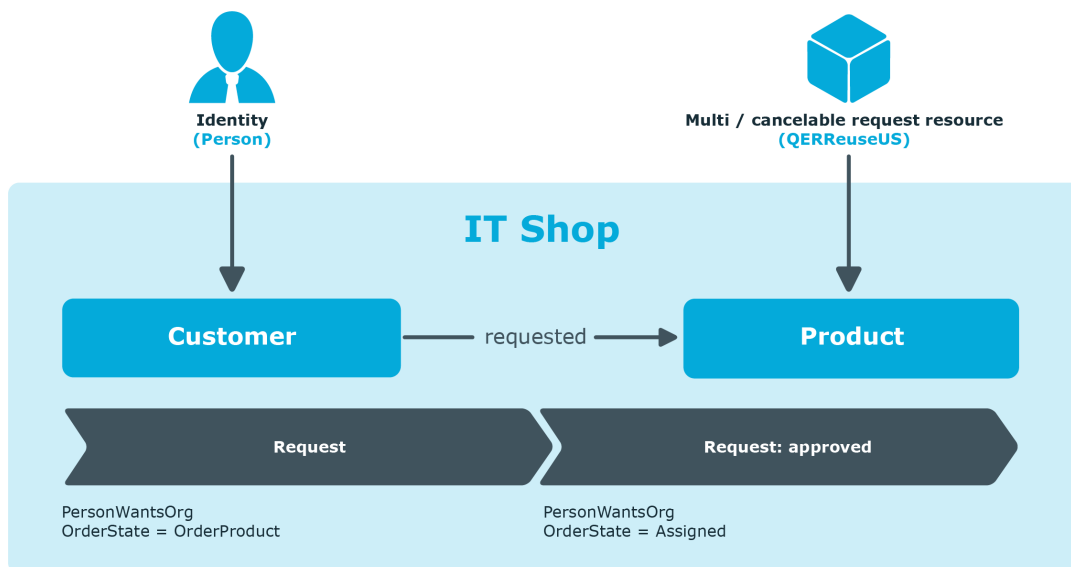 Identity
(Person)
Multi / cancelable request resource
(QERReuseUS)
IT Shop
Customer
requested
Product
Request
Request: approved
PersonWantsOrg
OrderState = OrderProduct
PersonWantsOrg
OrderState = Assigned